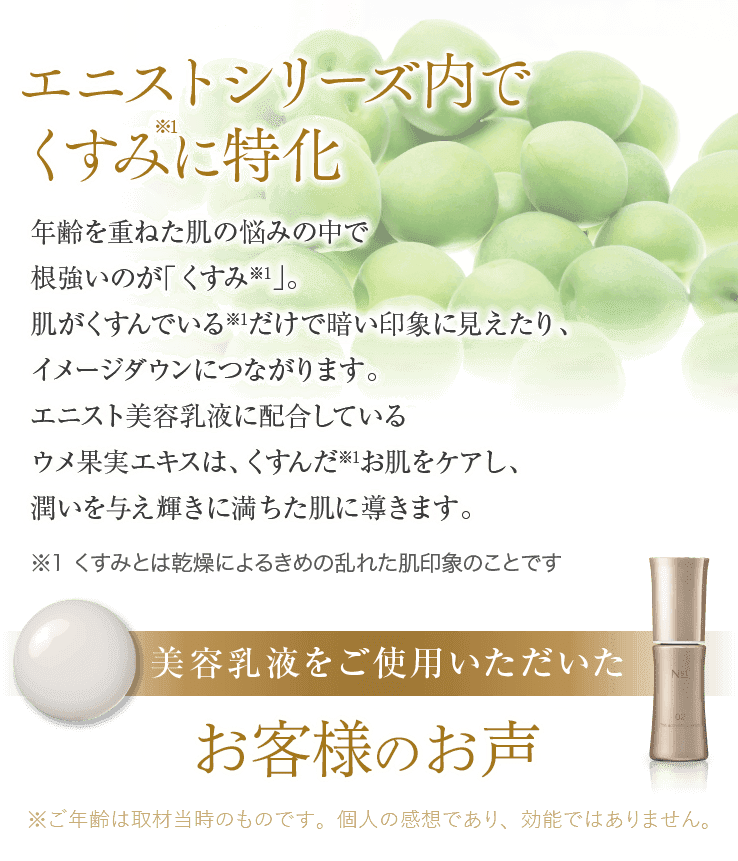 エニストシリーズ内で
くすみ※1に特化
年齢を重ねた肌の悩みの中で
根強いのが「くすみ※1」。
肌がくすんでいる※1だけで暗い印象に見えたり、
イメージダウンにつながります。
エニスト美容乳液に配合している
ウメ果実エキスは、くすんだ※1お肌をケアし、
潤いを与え輝きに満ちた肌に導きます。
※1 くすみとは乾燥によるきめの乱れた肌印象のことです
美容乳液をご使用いただいた
02
お客様のお声
※ご年齢は取材当時のものです。個人の感想であり、効能ではありません。